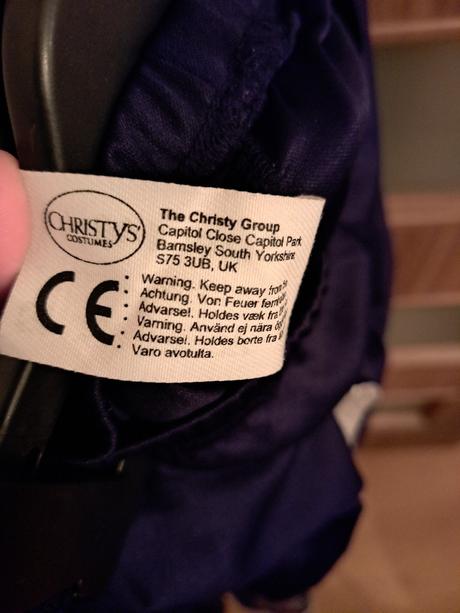 CHRISTYS'
COSTUMES
The Christy Group
Capitol Close Capitol Park
Barnsley South Yorkshire
S75 3UB, UK
CE
Warning. Keep away from
Achtung. Von Feuer
Advarsel. Holdes væk fra
Varning. Använd ej nära
Advarsel. Holdes borte fra
Varo avotulta.